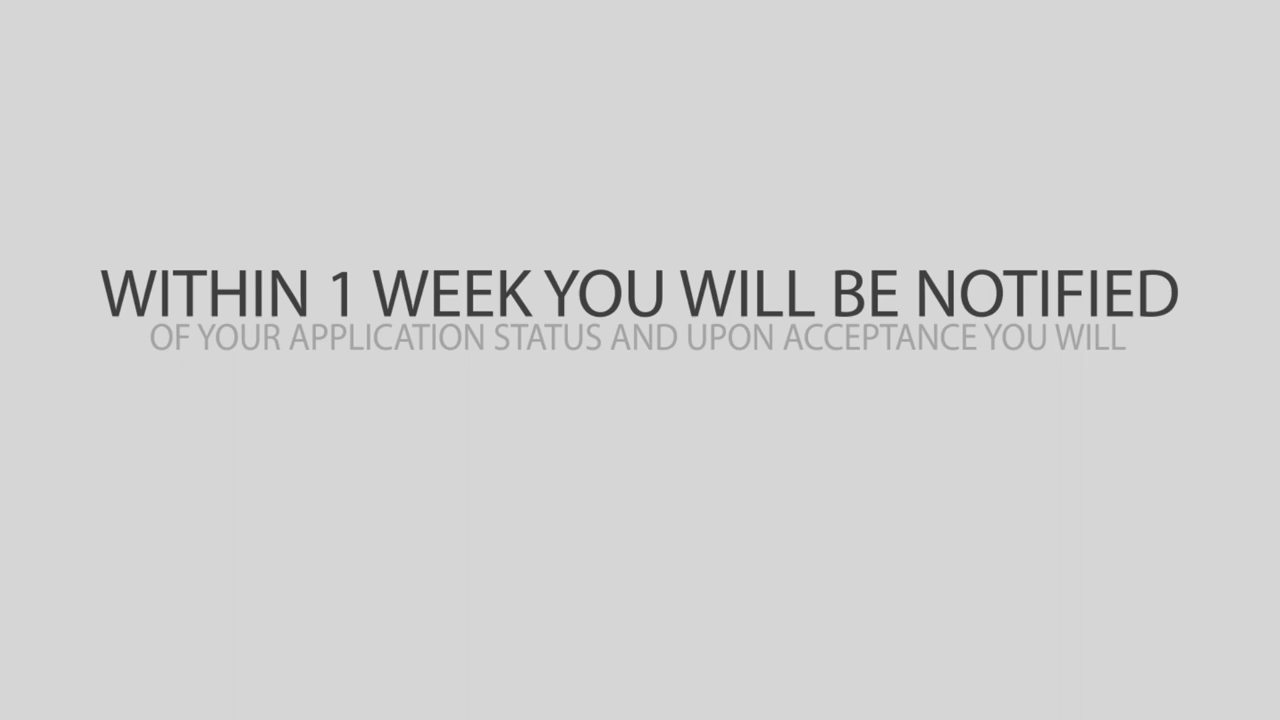 WITHIN 1 WEEK YOU WILL BE NOTIFIED
OF YOUR APPLICATION STATUS AND UPON ACCEPTANCE YOU WILL